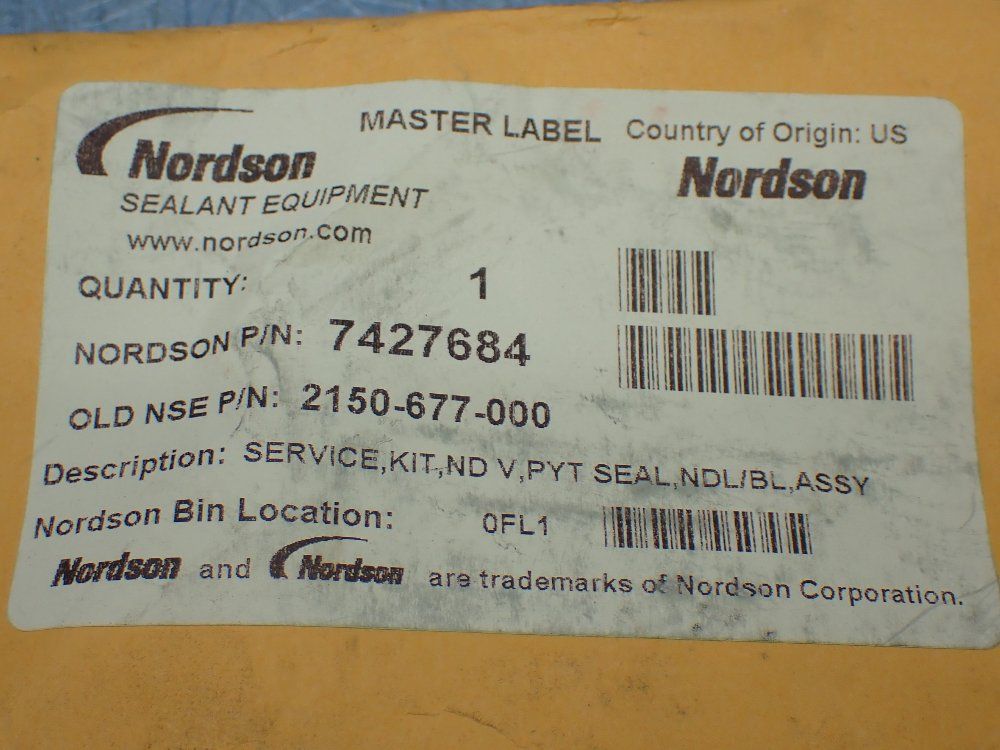 MASTER LABEL Country of Origin: US
Nordson Nordson
SEALANT EQUIPMENT
www.nordson.com
QUANTITY: 1
NORDSON P/N: 7427684
OLD NSE P/N: 2150-677-000
Description: SERVICE,KIT,ND V,PYT SEAL,NDL/BL,ASSY
Nordson Bin Location: 0FL1
Nordson and Nordson are trademarks of Nordson Corporation.